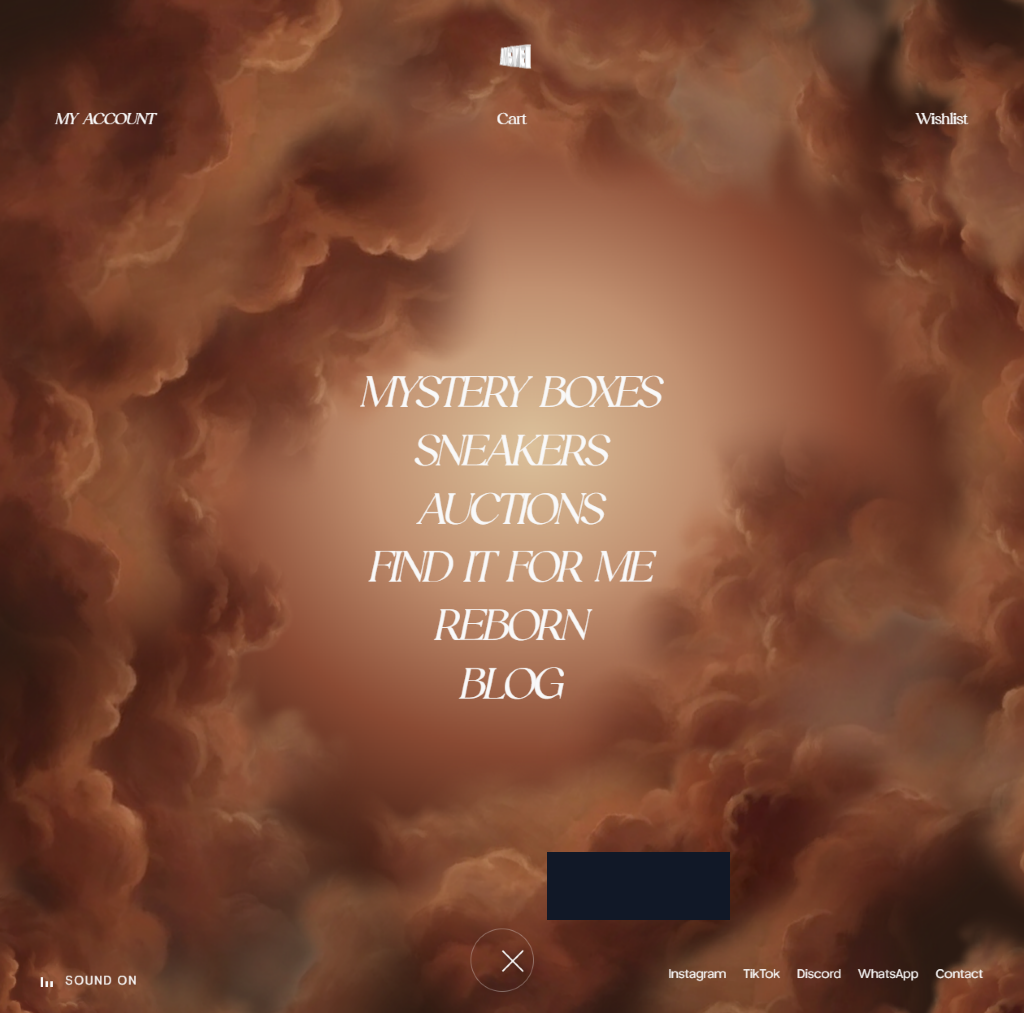 MY ACCOUNT
Cart
Wishlist
MYSTERY BOXES
SNEAKERS
AUCTIONS
FIND IT FOR ME
REBORN
BLOG
SOUND ON
Instagram TikTok Discord WhatsApp Contact